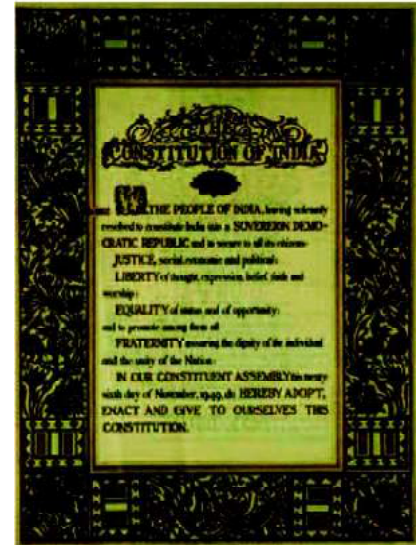 THE
CONSTITUTION OF INDIA
WE, THE PEOPLE OF INDIA, having solemnly
resolved to constitute India into a SOVEREIGN DEMO-
CRATIC REPUBLIC and to secure to all its citizens:
JUSTICE, social, economic and political;
LIBERTY of thought, expression, belief, faith and
worship;
EQUALITY of status and of opportunity;
and to promote among them all
FRATERNITY assuring the dignity of the individual
and the unity of the Nation;
IN OUR CONSTITUENT ASSEMBLY this twenty
sixth day of November, 1949, do HEREBY ADOPT,
ENACT AND GIVE TO OURSELVES THIS
CONSTITUTION.